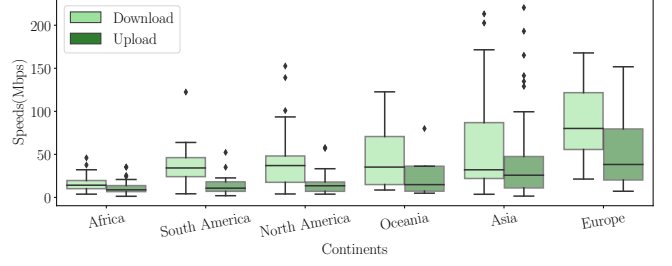 Download
Upload
200
150
100
50
0
Speeds(Mbps)
Africa
South America
North America
Oceania
Asia
Europe
Continents